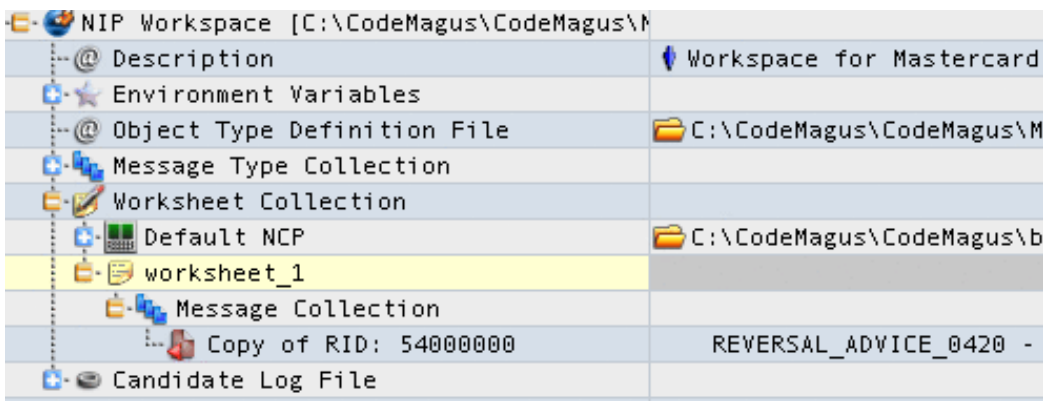 NIP Workspace [C:\CodeMagus\CodeMagus\
Description Workspace for Mastercard
Environment Variables
@ Object Type Definition File C:\CodeMagus\CodeMagus\M
Message Type Collection
Worksheet Collection
Default NCP C:\CodeMagus\CodeMagus\b
worksheet_1
Message Collection
Copy of RID: 54000000 REVERSAL_ADVICE_0420 -
Candidate Log File